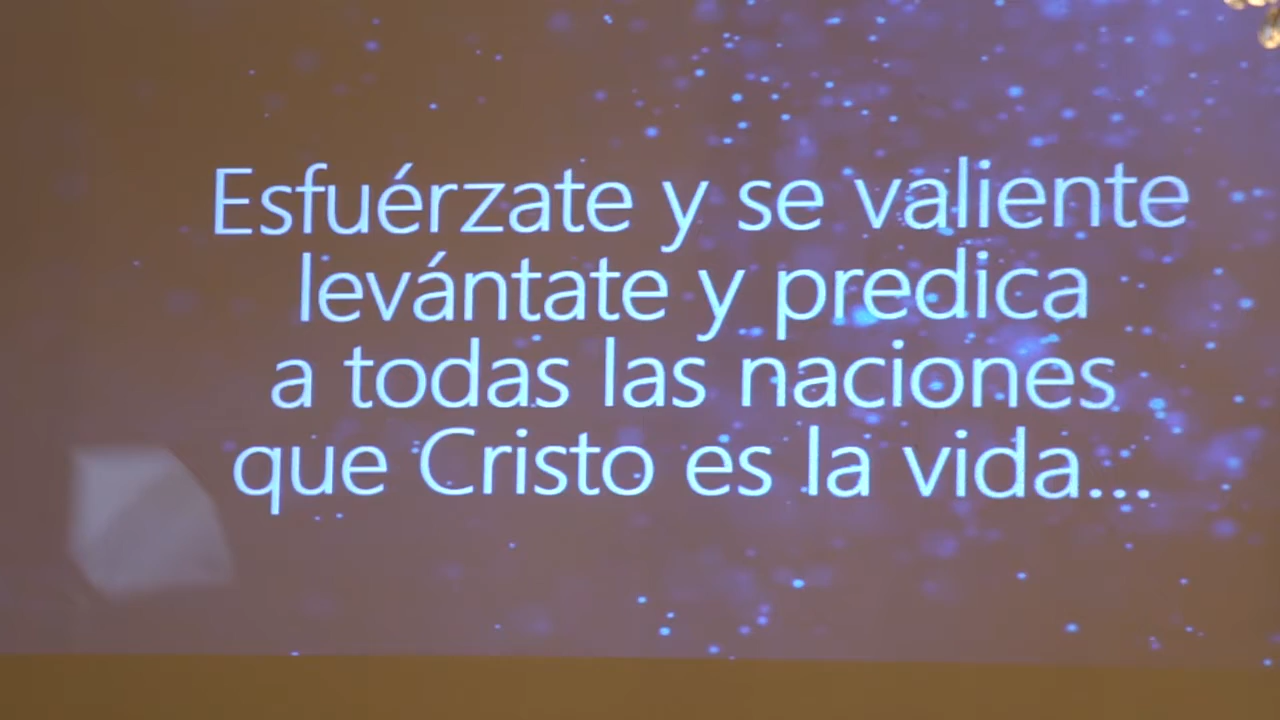 Esfuérzate y se valiente
levántate y predica
a todas las naciones
que Cristo es la vida...